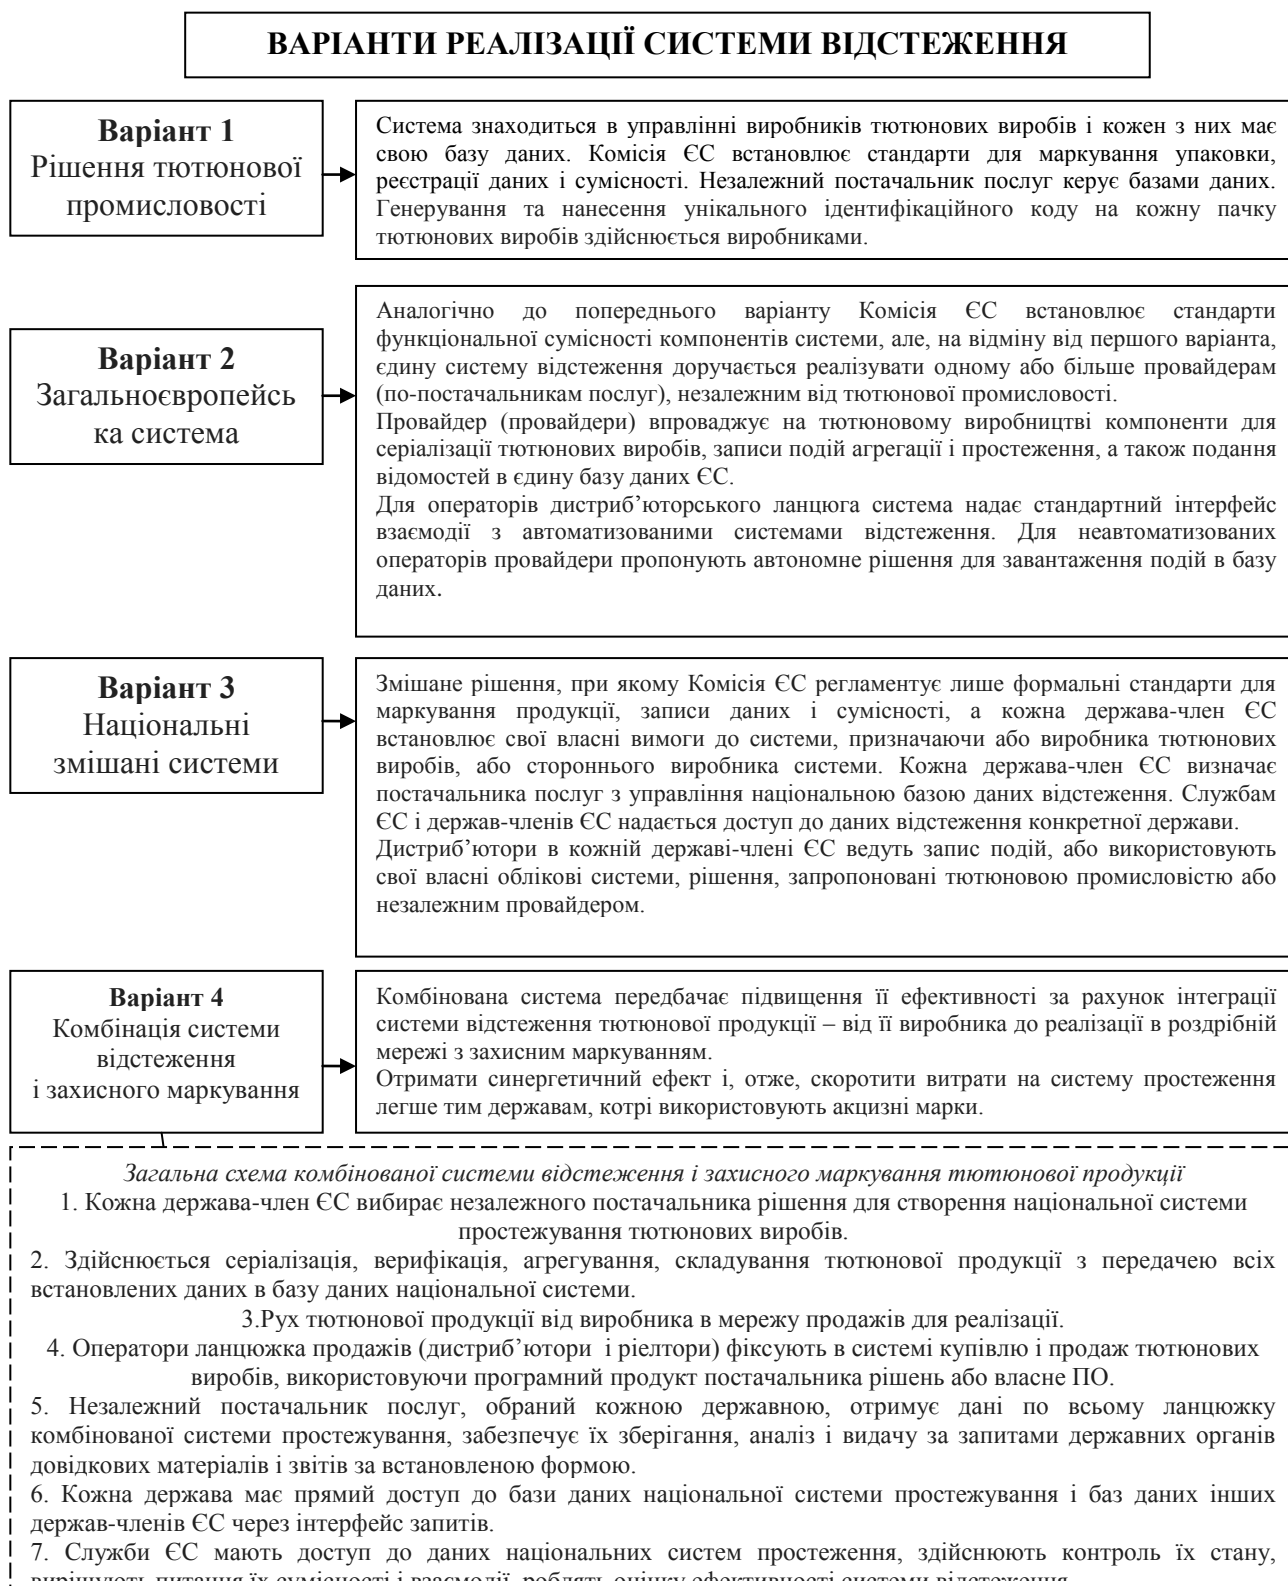 ВАРІАНТИ РЕАЛІЗАЦІЇ СИСТЕМИ ВІДСТЕЖЕННЯ
Варіант 1
Рішення тютюнової
промисловості
Система знаходиться в управлінні виробників тютюнових виробів і кожен з них має
свою базу даних. Комісія ЄС встановлює стандарти для маркування упаковки,
реєстрації даних і сумісності. Незалежний постачальник послуг керує базами даних.
Генерування та нанесення унікального ідентифікаційного коду на кожну пачку
тютюнових виробів здійснюється виробниками.
Варіант 2
Загальноєвропейсь
ка система
Аналогічно до попереднього варіанту Комісія ЄС встановлює стандарти
функціональної сумісності компонентів системи, але, на відміну від першого варіанта,
єдину систему відстеження доручається реалізувати одному або більше провайдерам
(по-постачальникам послуг), незалежним від тютюнової промисловості.
Провайдер (провайдери) впроваджує на тютюновому виробництві компоненти для
серіалізації тютюнових виробів, записи подій агрегації і простеження, а також подання
відомостей в єдину базу даних ЄС.
Для операторів дистриб’юторського ланцюга система надає стандартний інтерфейс
взаємодії з автоматизованими системами відстеження. Для неавтоматизованих
операторів провайдери пропонують автономне рішення для завантаження подій в базу
даних.
Варіант 3
Національні
змішані системи
Змішане рішення, при якому Комісія ЄС регламентує лише формальні стандарти для
маркування продукції, записи даних і сумісності, а кожна держава-член ЄС
встановлює свої власні вимоги до системи, призначаючи або виробника тютюнових
виробів, або стороннього виробника системи. Кожна держава-член ЄС визначає
постачальника послуг з управління національною базою даних відстеження. Службам
ЄС і держав-членів ЄС надається доступ до даних відстеження конкретної держави.
Дистриб’ютори в кожній державі-члені ЄС ведуть запис подій, або використовують
свої власні облікові системи, рішення, запропоновані тютюновою промисловістю або
незалежним провайдером.
Варіант 4
Комбінація системи
відстеження
і захисного маркування
Комбінована система передбачає підвищення її ефективності за рахунок інтеграції
системи відстеження тютюнової продукції – від її виробника до реалізації в роздрібній
мережі з захисним маркуванням.
Отримати синергетичний ефект і, отже, скоротити витрати на систему простеження
легше тим державам, котрі використовують акцизні марки.
Загальна схема комбінованої системи відстеження і захисного маркування тютюнової продукції
1. Кожна держава-член ЄС вибирає незалежного постачальника рішення для створення національної системи
простежування тютюнових виробів.
2. Здійснюється серіалізація, верифікація, агрегування, складування тютюнової продукції з передачею всіх
встановлених даних в базу даних національної системи.
3.Рух тютюнової продукції від виробника в мережу продажів для реалізації.
4. Оператори ланцюжка продажів (дистриб’ютори і ріелтори) фіксують в системі купівлю і продаж тютюнових
виробів, використовуючи програмний продукт постачальника рішень або власне ПО.
5. Незалежний постачальник послуг, обраний кожною державною, отримує дані по всьому ланцюжку
комбінованої системи простежування, забезпечує їх зберігання, аналіз і видачу за запитами державних органів
довідкових матеріалів і звітів за встановленою формою.
6. Кожна держава має прямий доступ до бази даних національної системи простежування і баз даних інших
держав-членів ЄС через інтерфейс запитів.
7. Служби ЄС мають доступ до даних національних систем простеження, здійснюють контроль їх стану,
вирішують питання їх сумісності і взаємодії, роблять оцінку ефективності системи відстеження